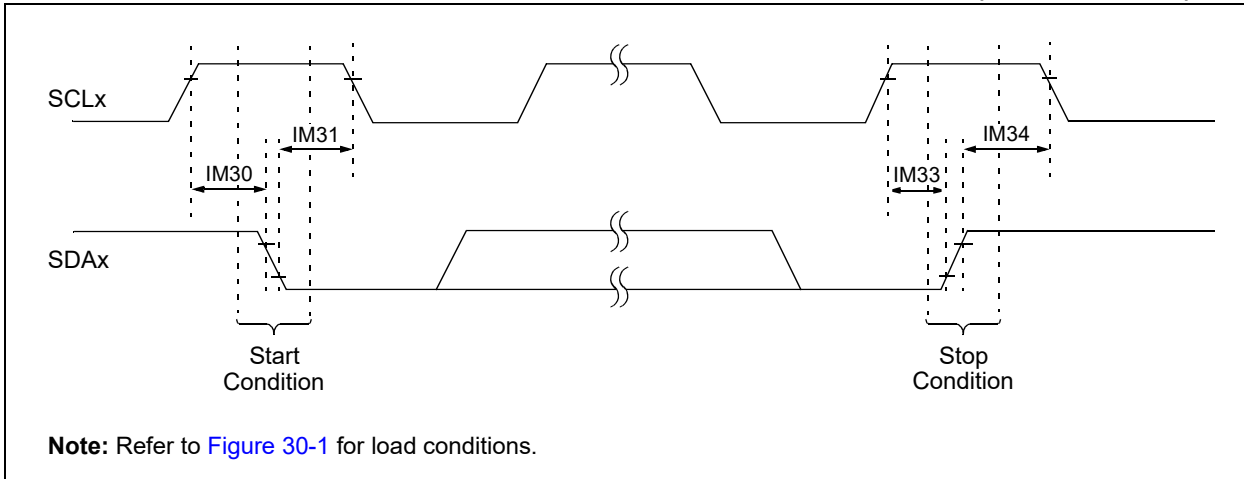 SCLx
IM31
IM34
IM30
IM33
SDAx
Start
Condition
Stop
Condition
Note: Refer to Figure 30-1 for load conditions.